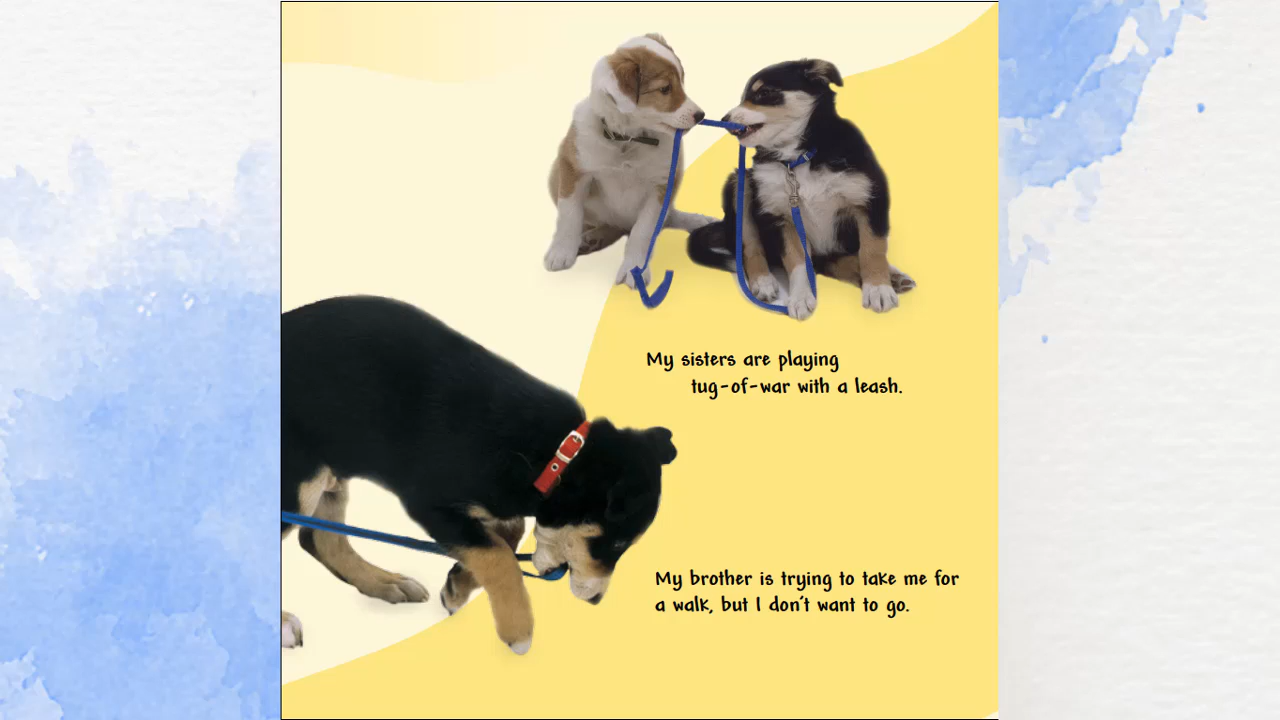 My sisters are playing
tug-of-war with a leash.
My brother is trying to take me for
a walk, but I don't want to go.